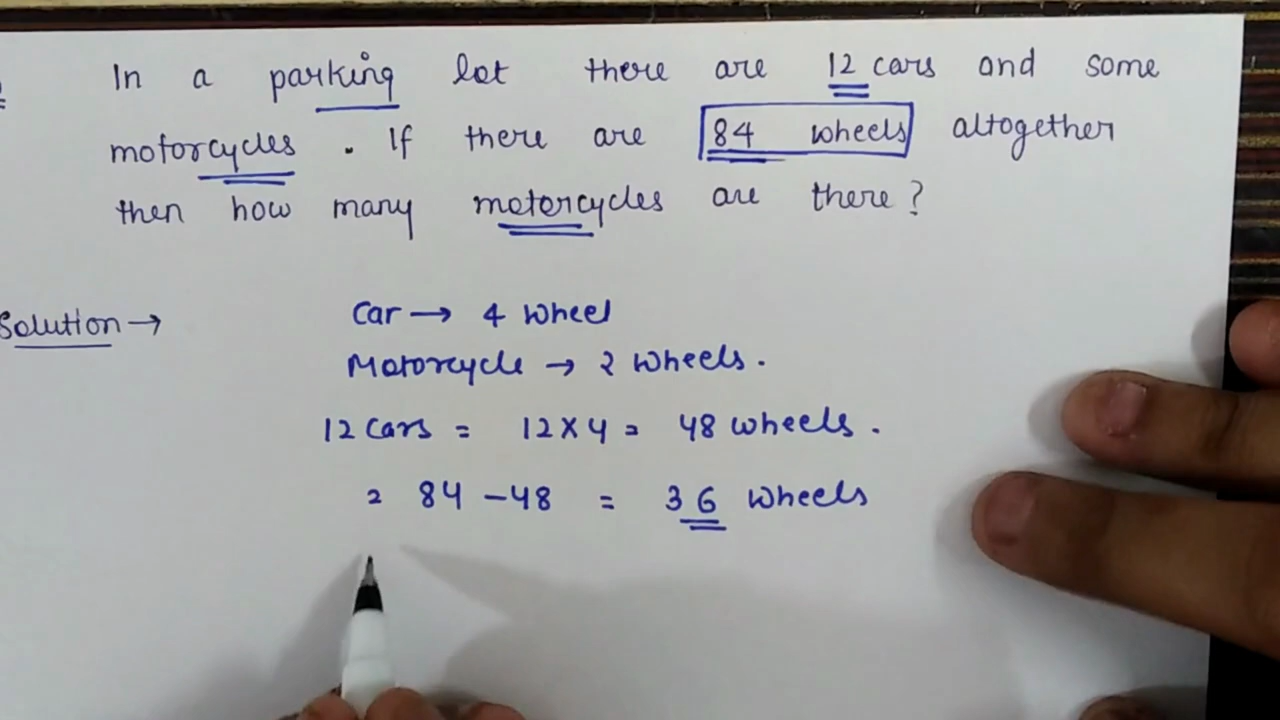 In a parking lot there are 12 cars and some
motorcycles . If there are 84 wheels altogether
then how many motorcycles are there ?
Solution →
Car → 4 wheel
Motorcycle → 2 wheels .
12 cars = 12 x 4 = 48 wheels .
= 84 - 48 = 36 wheels